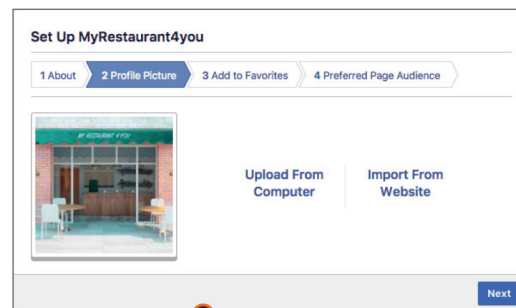 Set Up MyRestaurant4you
1 About 2 Profile Picture 3 Add to Favorites 4 Preferred Page Audience
MY RESTAURANT 4 YOU
Upload From Computer
Import From Website
Next